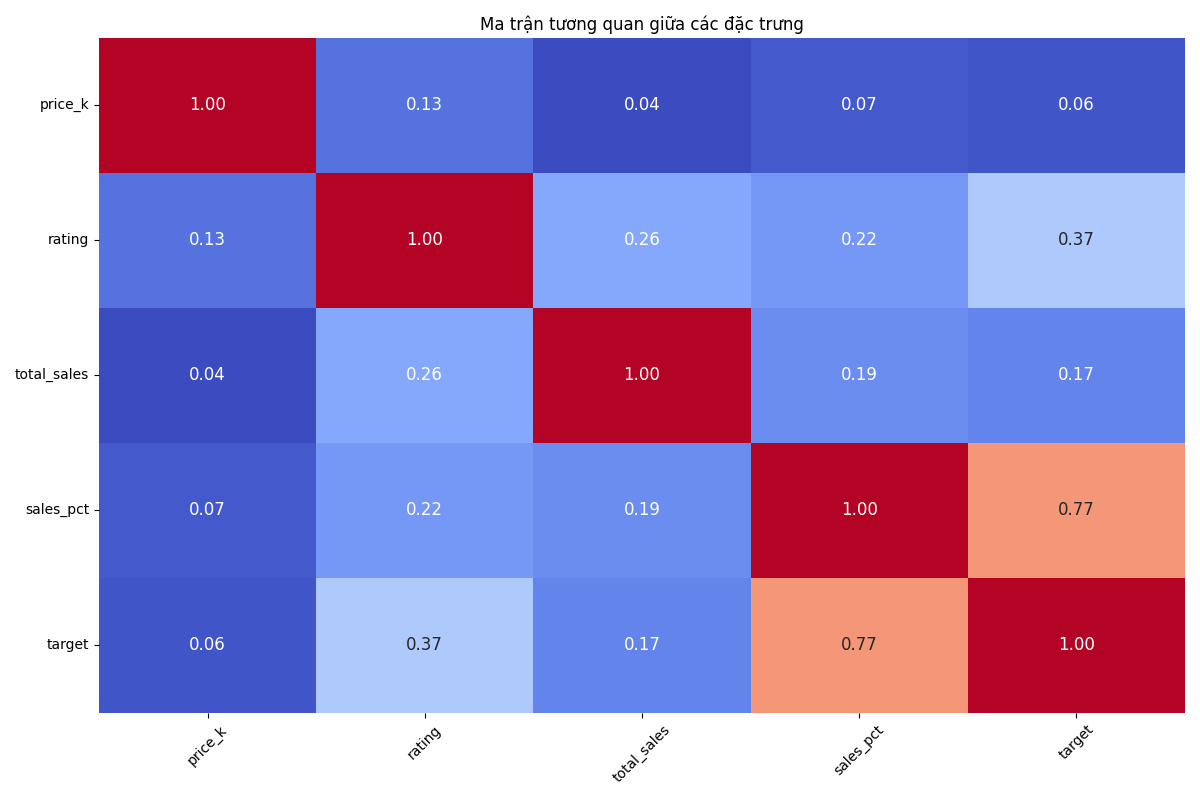 Ma trận tương quan giữa các đặc trưng
price_k 1.00 0.13 0.04 0.07 0.06
rating 0.13 1.00 0.26 0.22 0.37
total_sales 0.04 0.26 1.00 0.19 0.17
sales_pct 0.07 0.22 0.19 1.00 0.77
target 0.06 0.37 0.17 0.77 1.00
price_k rating total_sales sales_pct target